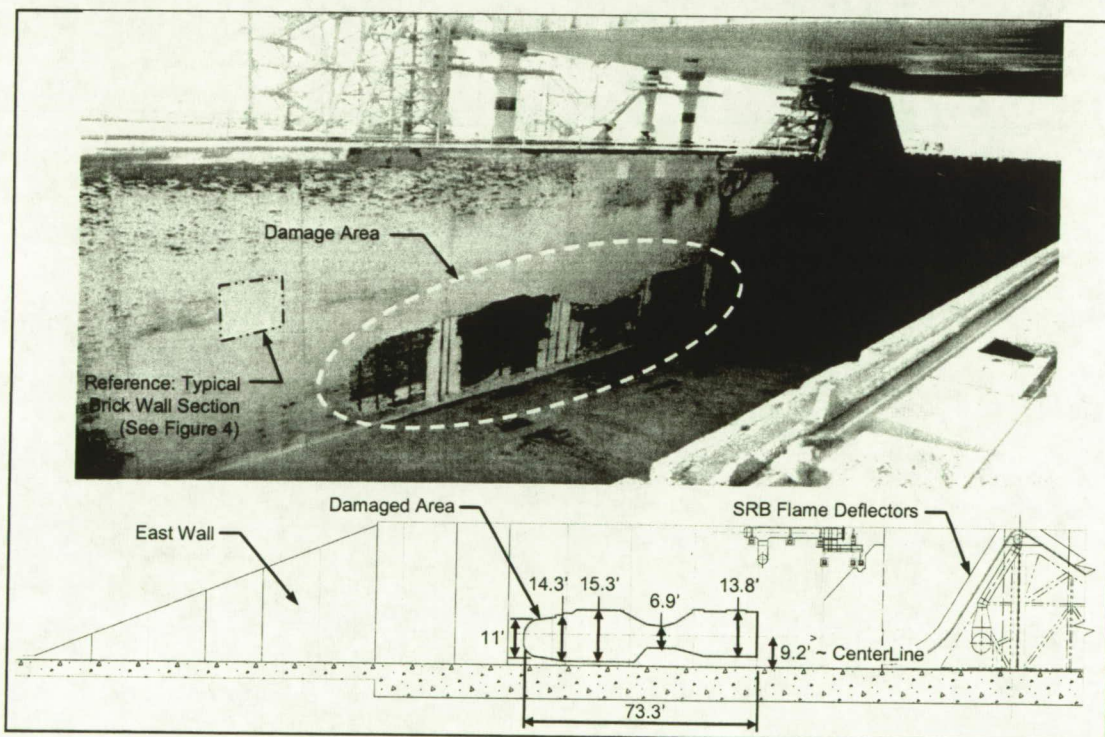 Damage Area
Reference: Typical
Brick Wall Section
(See Figure 4)
Damaged Area
SRB Flame Deflectors
East Wall
14.3'
15.3'
6.9'
13.8'
11'
9.2' ~ CenterLine
73.3'